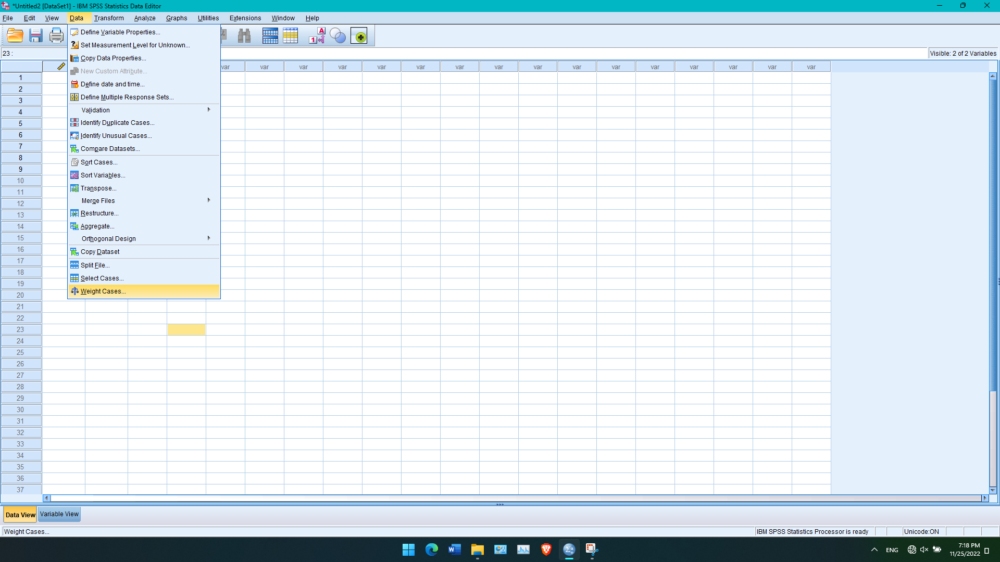 *Untitled2 [DataSet1] - IBM SPSS Statistics Data Editor
File Edit View Data Transform Analyze Graphs Utilities Extensions Window Help
23 :
Visible: 2 of 2 Variables
Define Variable Properties...
Set Measurement Level for Unknown...
Copy Data Properties...
New Custom Attribute...
Define date and time...
Define Multiple Response Sets...
Validation
Identify Duplicate Cases...
Identify Unusual Cases...
Compare Datasets...
Sort Cases...
Sort Variables...
Transpose...
Merge Files
Restructure...
Aggregate...
Orthogonal Design
Copy Dataset
Split File...
Select Cases...
Weight Cases...
var var var var var var var var var var var var var var var var
1
2
3
4
5
6
7
8
9
10
11
12
13
14
15
16
17
18
19
20
21
22
23
24
25
26
27
28
29
30
31
32
33
34
35
36
37
Data View Variable View
Weight Cases...
IBM SPSS Statistics Processor is ready
Unicode:ON
ENG
7:18 PM
11/25/2022